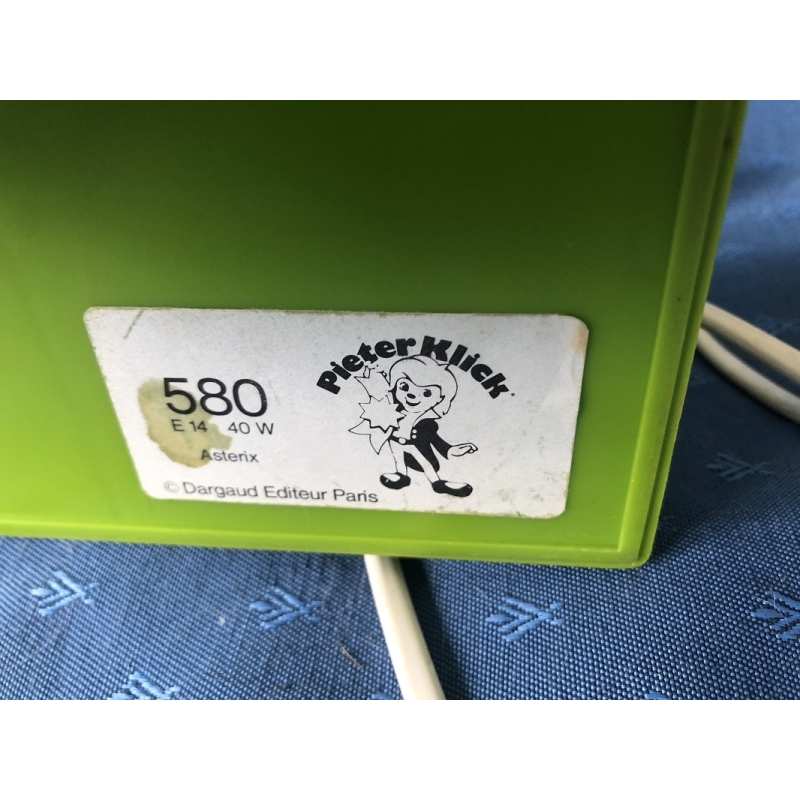 Pieter Klick
580
E 14 40 W
Asterix
© Dargaud Editeur Paris